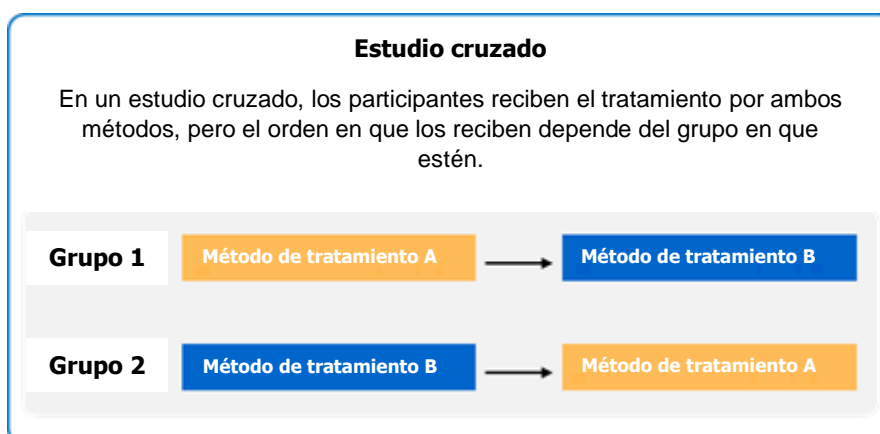 Estudio cruzado
En un estudio cruzado, los participantes reciben el tratamiento por ambos
métodos, pero el orden en que los reciben depende del grupo en que
estén.
Grupo 1 Método de tratamiento A Método de tratamiento B
Grupo 2 Método de tratamiento B Método de tratamiento A